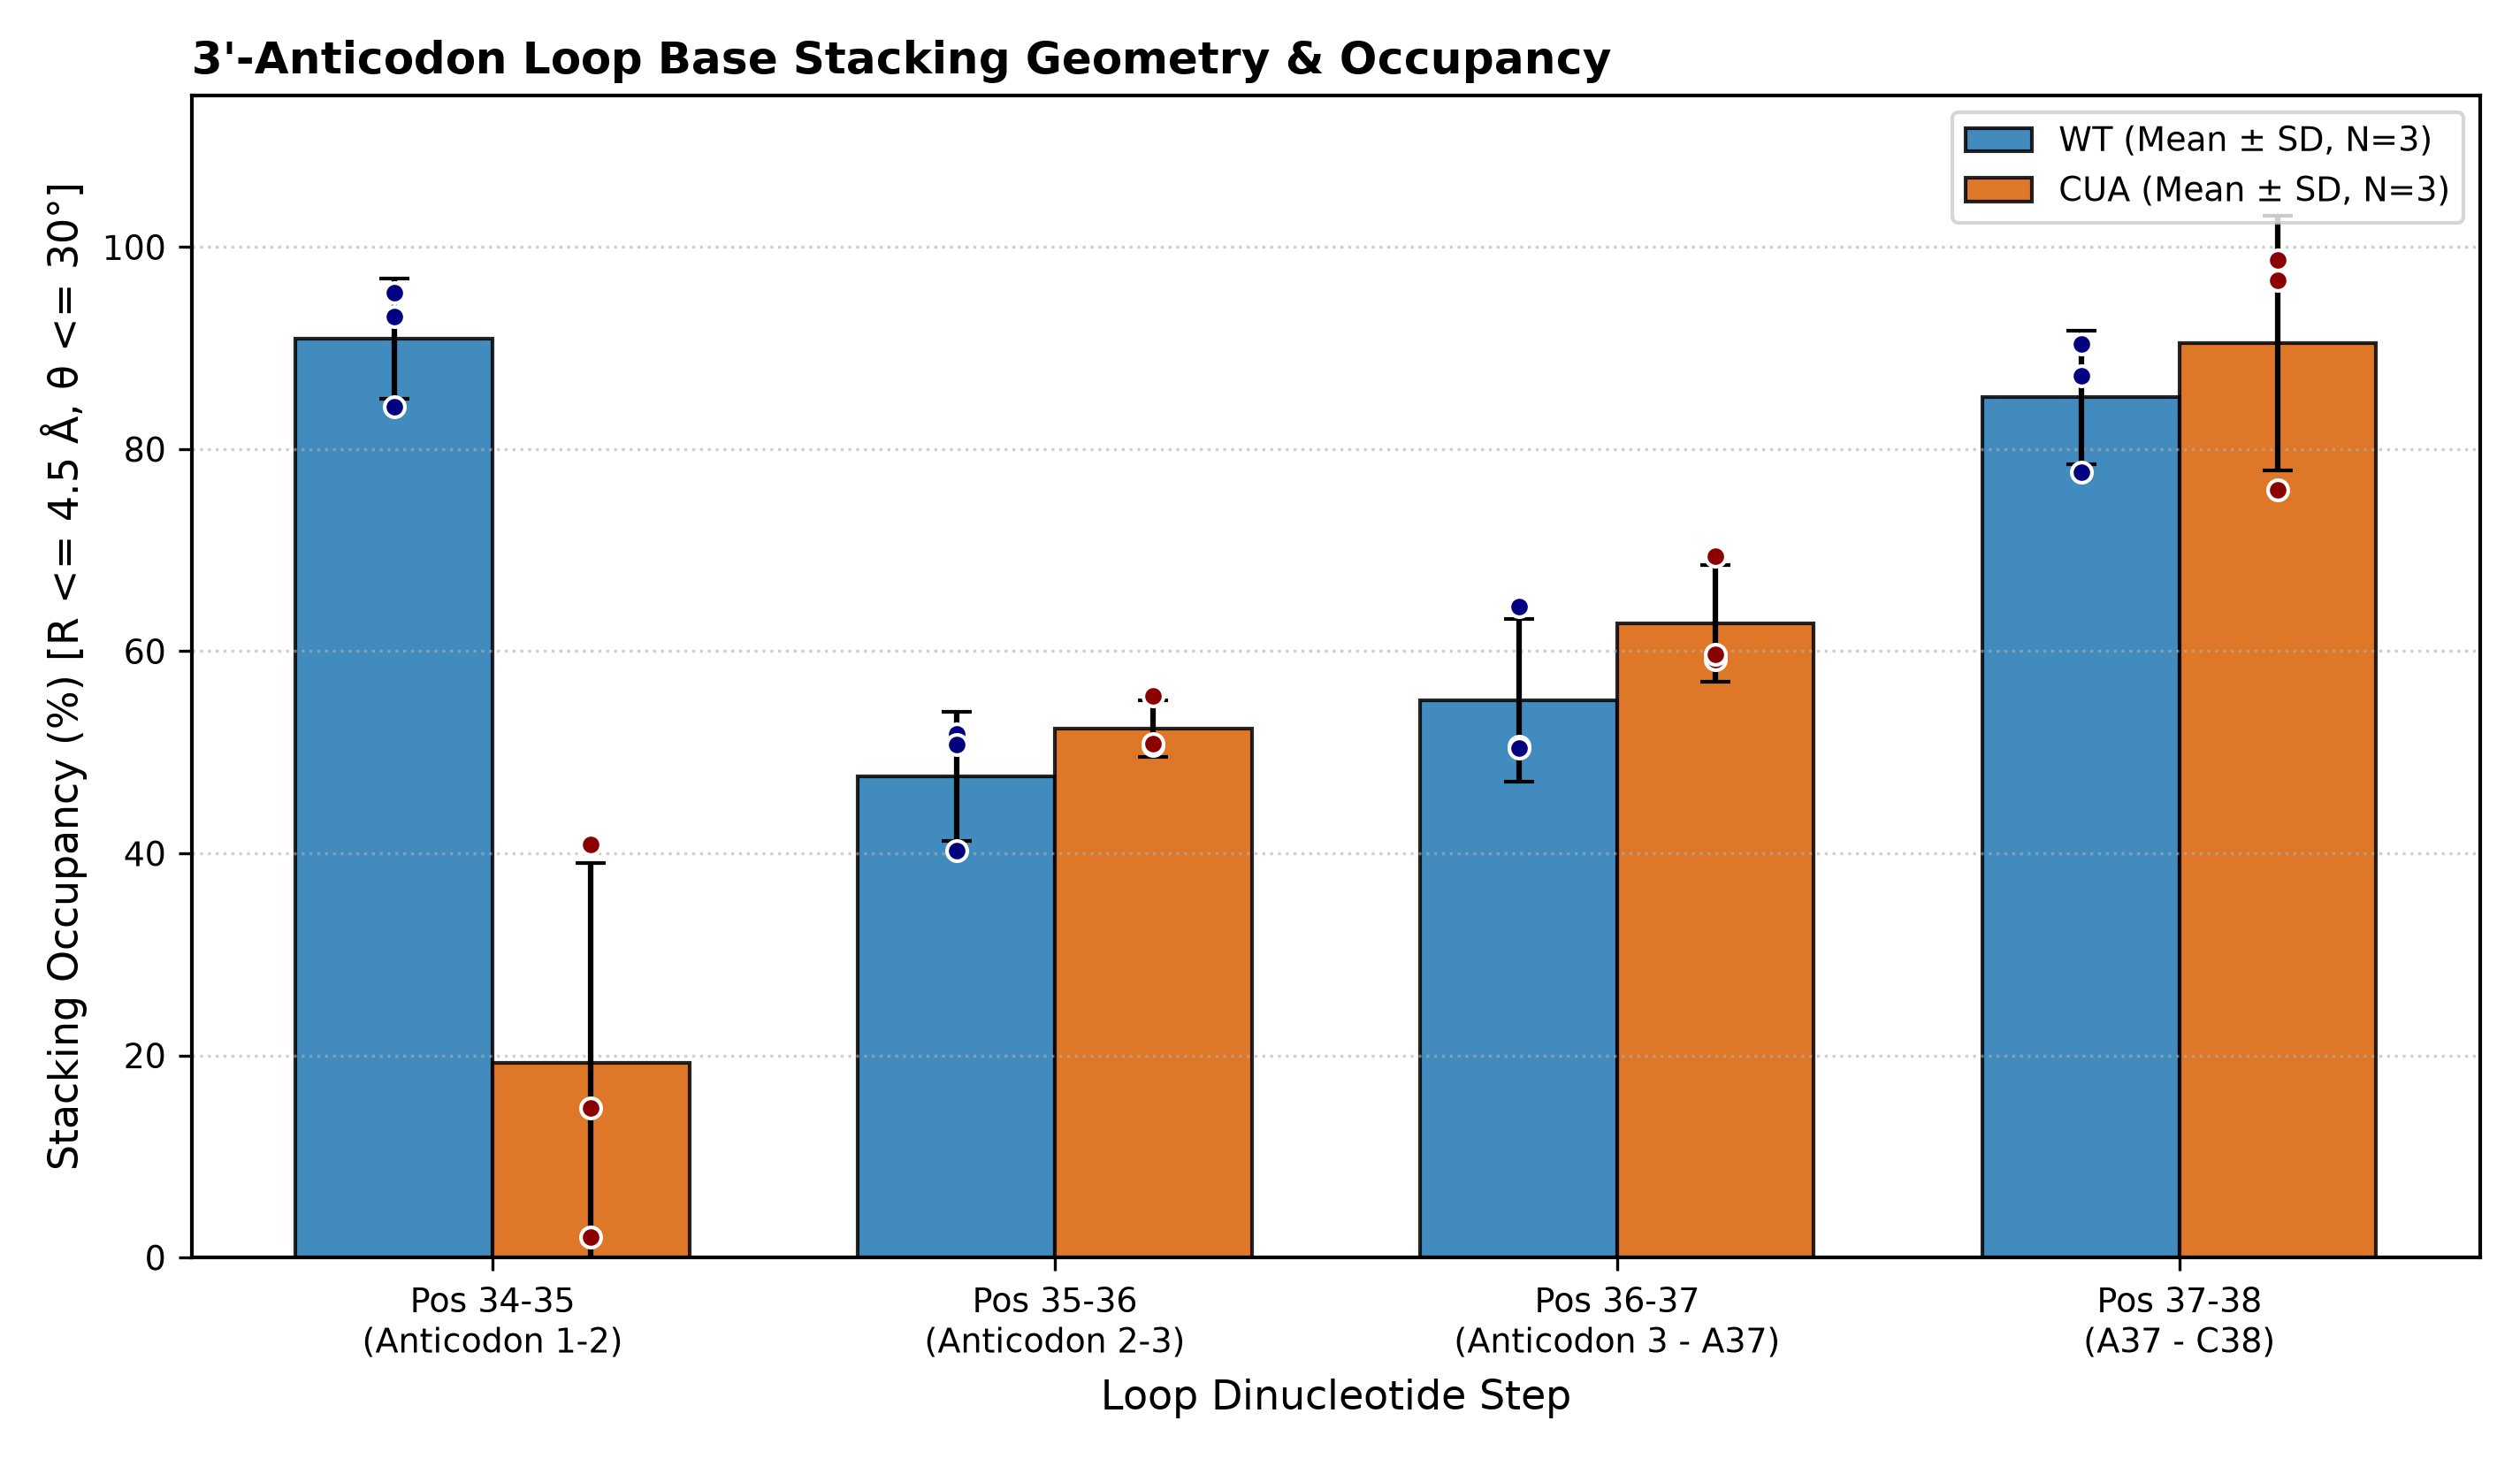 3'-Anticodon Loop Base Stacking Geometry & Occupancy
WT (Mean ± SD, N=3)
CUA (Mean ± SD, N=3)
Stacking Occupancy (%) [R <= 4.5 Å, θ <= 30°]
100
80
60
40
20
0
Pos 34-35
(Anticodon 1-2)
Pos 35-36
(Anticodon 2-3)
Pos 36-37
(Anticodon 3 - A37)
Pos 37-38
(A37 - C38)
Loop Dinucleotide Step